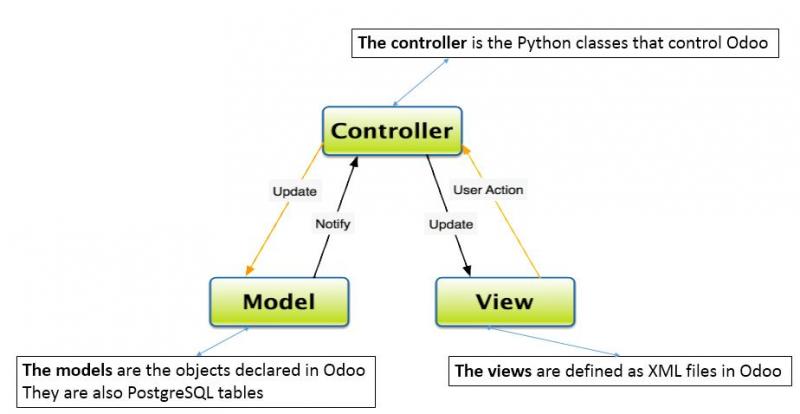 The controller is the Python classes that control Odoo
Controller
Update
User Action
Notify
Update
Model
View
The models are the objects declared in Odoo
They are also PostgreSQL tables
The views are defined as XML files in Odoo